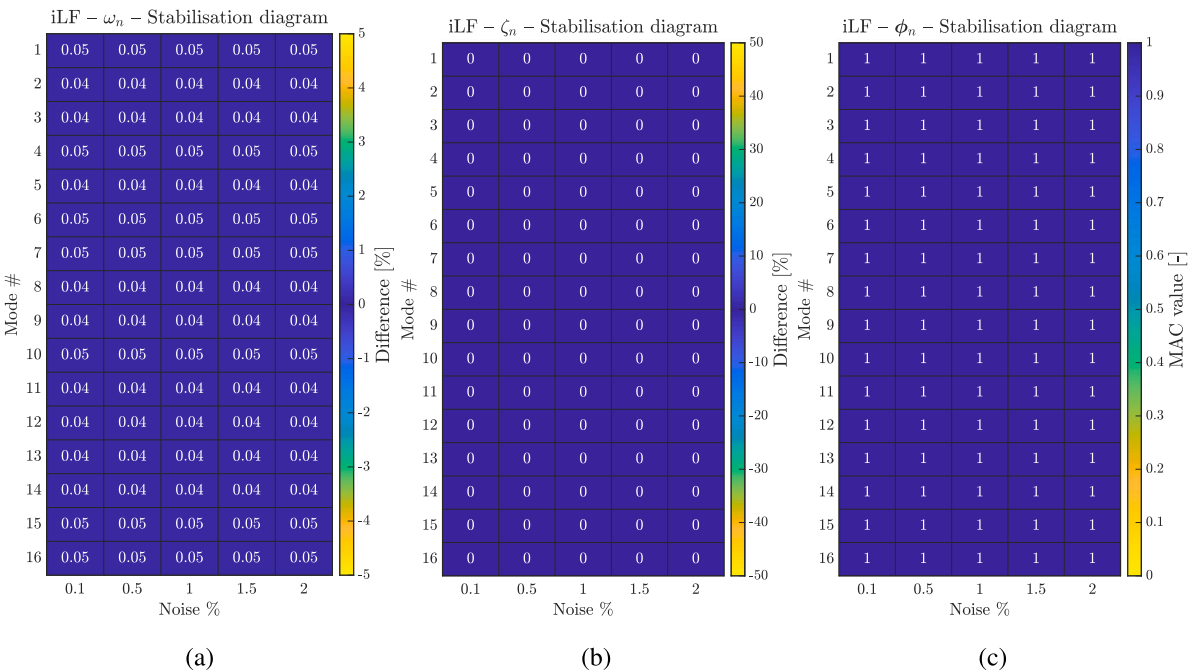 iLF – ωn – Stabilisation diagram
1 0.05 0.05 0.05 0.05 0.05
2 0.04 0.04 0.04 0.04 0.04
3 0.04 0.04 0.04 0.04 0.04
4 0.05 0.05 0.05 0.05 0.05
5 0.04 0.04 0.04 0.04 0.04
6 0.05 0.05 0.05 0.05 0.05
7 0.05 0.05 0.05 0.05 0.05
8 0.04 0.04 0.04 0.04 0.04
9 0.04 0.04 0.04 0.04 0.04
10 0.05 0.05 0.05 0.05 0.05
11 0.04 0.04 0.04 0.04 0.04
12 0.04 0.04 0.04 0.04 0.04
13 0.04 0.04 0.04 0.04 0.04
14 0.04 0.04 0.04 0.04 0.04
15 0.05 0.05 0.05 0.05 0.05
16 0.05 0.05 0.05 0.05 0.05
0.1 0.5 1 1.5 2
Noise %
Mode #
5
4
3
2
1
0
-1
-2
-3
-4
-5
Difference [%]
(a)
iLF – ζn – Stabilisation diagram
1 0 0 0 0 0
2 0 0 0 0 0
3 0 0 0 0 0
4 0 0 0 0 0
5 0 0 0 0 0
6 0 0 0 0 0
7 0 0 0 0 0
8 0 0 0 0 0
9 0 0 0 0 0
10 0 0 0 0 0
11 0 0 0 0 0
12 0 0 0 0 0
13 0 0 0 0 0
14 0 0 0 0 0
15 0 0 0 0 0
16 0 0 0 0 0
0.1 0.5 1 1.5 2
Noise %
Mode #
50
40
30
20
10
0
-10
-20
-30
-40
-50
Difference [%]
(b)
iLF – ϕn – Stabilisation diagram
1 1 1 1 1 1
2 1 1 1 1 1
3 1 1 1 1 1
4 1 1 1 1 1
5 1 1 1 1 1
6 1 1 1 1 1
7 1 1 1 1 1
8 1 1 1 1 1
9 1 1 1 1 1
10 1 1 1 1 1
11 1 1 1 1 1
12 1 1 1 1 1
13 1 1 1 1 1
14 1 1 1 1 1
15 1 1 1 1 1
16 1 1 1 1 1
0.1 0.5 1 1.5 2
Noise %
Mode #
1
0.9
0.8
0.7
0.6
0.5
0.4
0.3
0.2
0.1
0
MAC value [-]
(c)